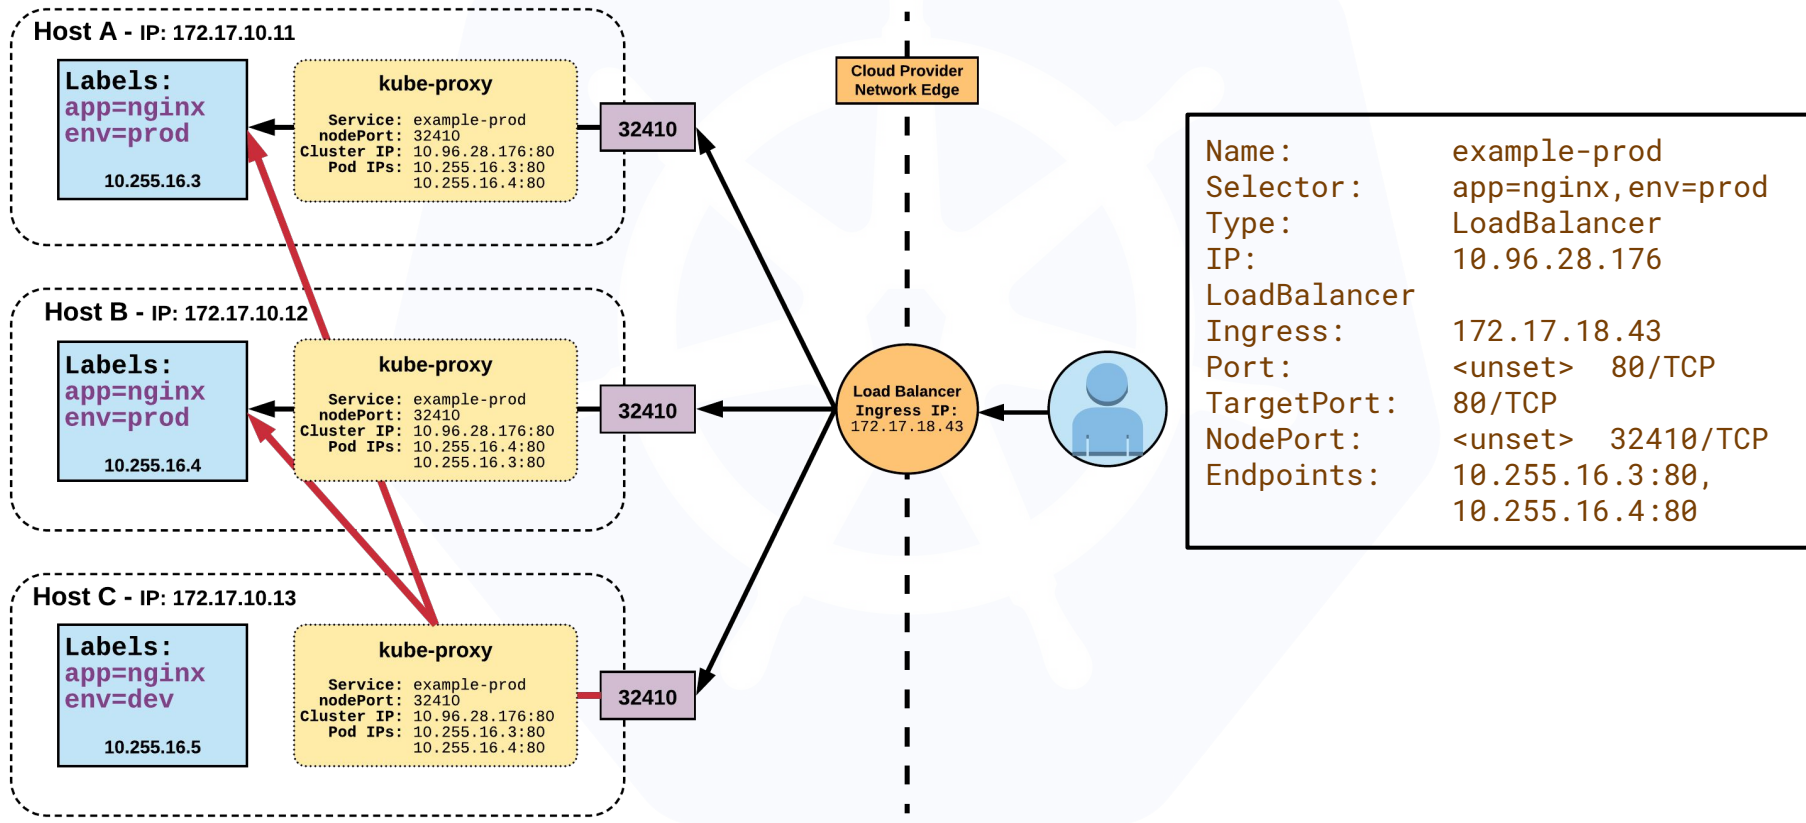 Host A - IP: 172.17.10.11
Labels:
app=nginx
env=prod
10.255.16.3
kube-proxy
Service: example-prod
nodePort: 32410
Cluster IP: 10.96.28.176:80
Pod IPs: 10.255.16.3:80
10.255.16.4:80
32410
Host B - IP: 172.17.10.12
Labels:
app=nginx
env=prod
10.255.16.4
kube-proxy
Service: example-prod
nodePort: 32410
Cluster IP: 10.96.28.176:80
Pod IPs: 10.255.16.4:80
10.255.16.3:80
32410
Host C - IP: 172.17.10.13
Labels:
app=nginx
env=dev
10.255.16.5
kube-proxy
Service: example-prod
nodePort: 32410
Cluster IP: 10.96.28.176:80
Pod IPs: 10.255.16.3:80
10.255.16.4:80
32410
Cloud Provider
Network Edge
Load Balancer
Ingress IP:
172.17.18.43
Name: example-prod
Selector: app=nginx,env=prod
Type: LoadBalancer
IP: 10.96.28.176
LoadBalancer
Ingress: 172.17.18.43
Port: <unset> 80/TCP
TargetPort: 80/TCP
NodePort: <unset> 32410/TCP
Endpoints: 10.255.16.3:80,
10.255.16.4:80